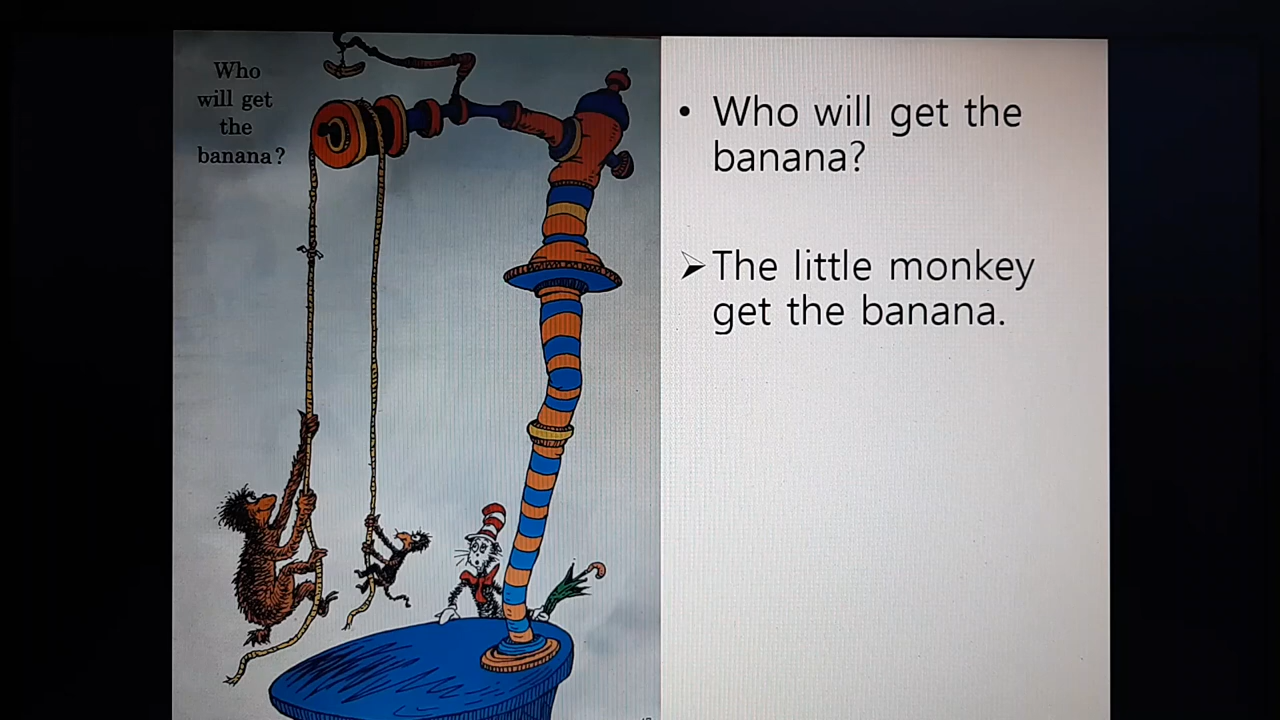 Who
will get
the
banana?
• Who will get the
banana?
➢ The little monkey
get the banana.